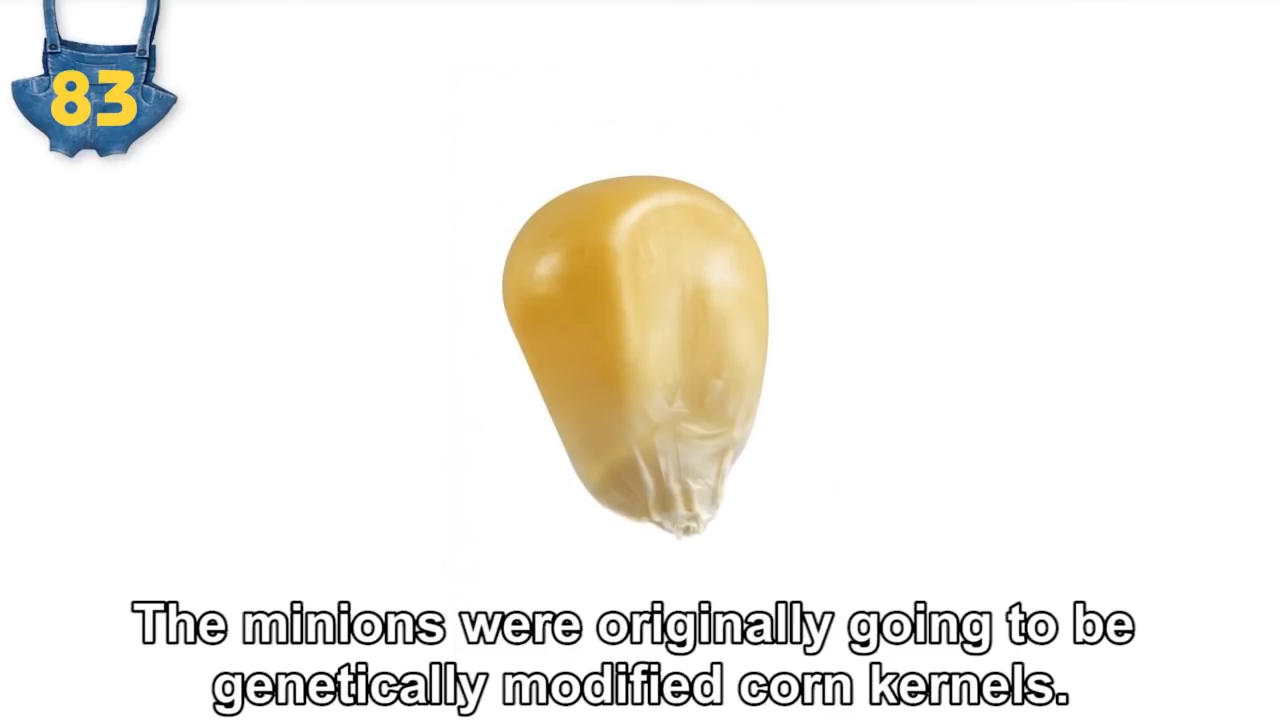 83
The minions were originally going to be
genetically modified corn kernels.